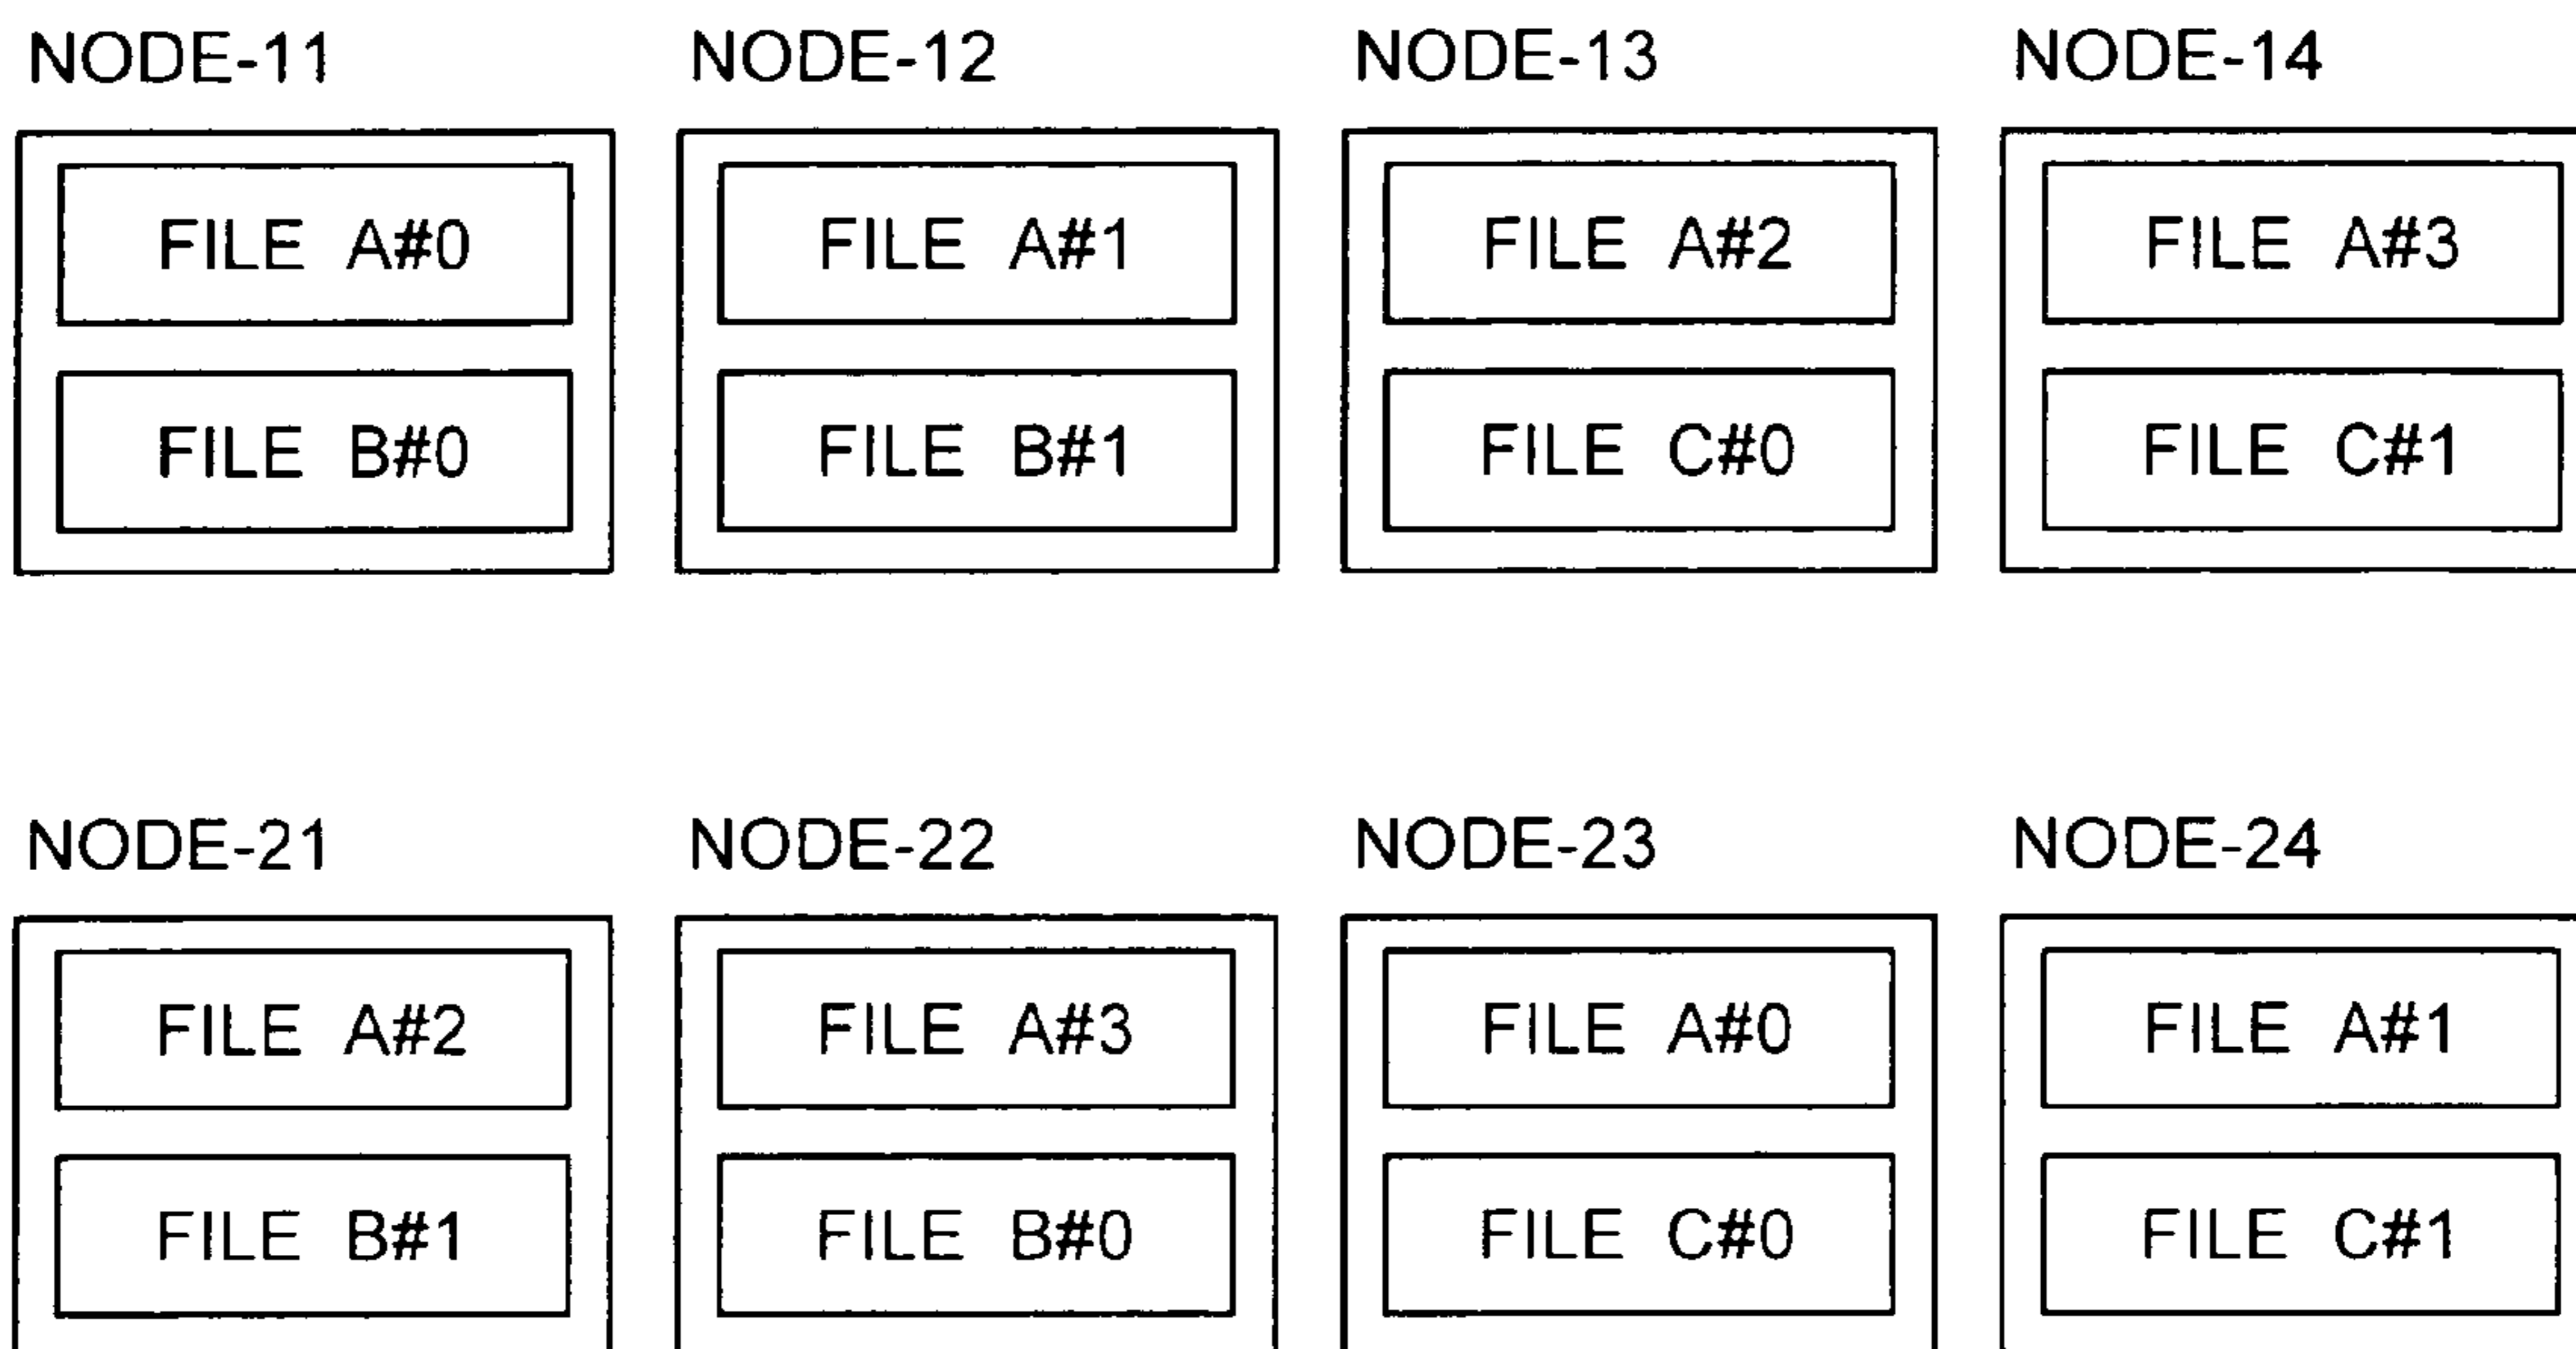 NODE-11 NODE-12 NODE-13 NODE-14
FILE A#0 FILE A#1 FILE A#2 FILE A#3
FILE B#0 FILE B#1 FILE C#0 FILE C#1
NODE-21 NODE-22 NODE-23 NODE-24
FILE A#2 FILE A#3 FILE A#0 FILE A#1
FILE B#1 FILE B#0 FILE C#0 FILE C#1